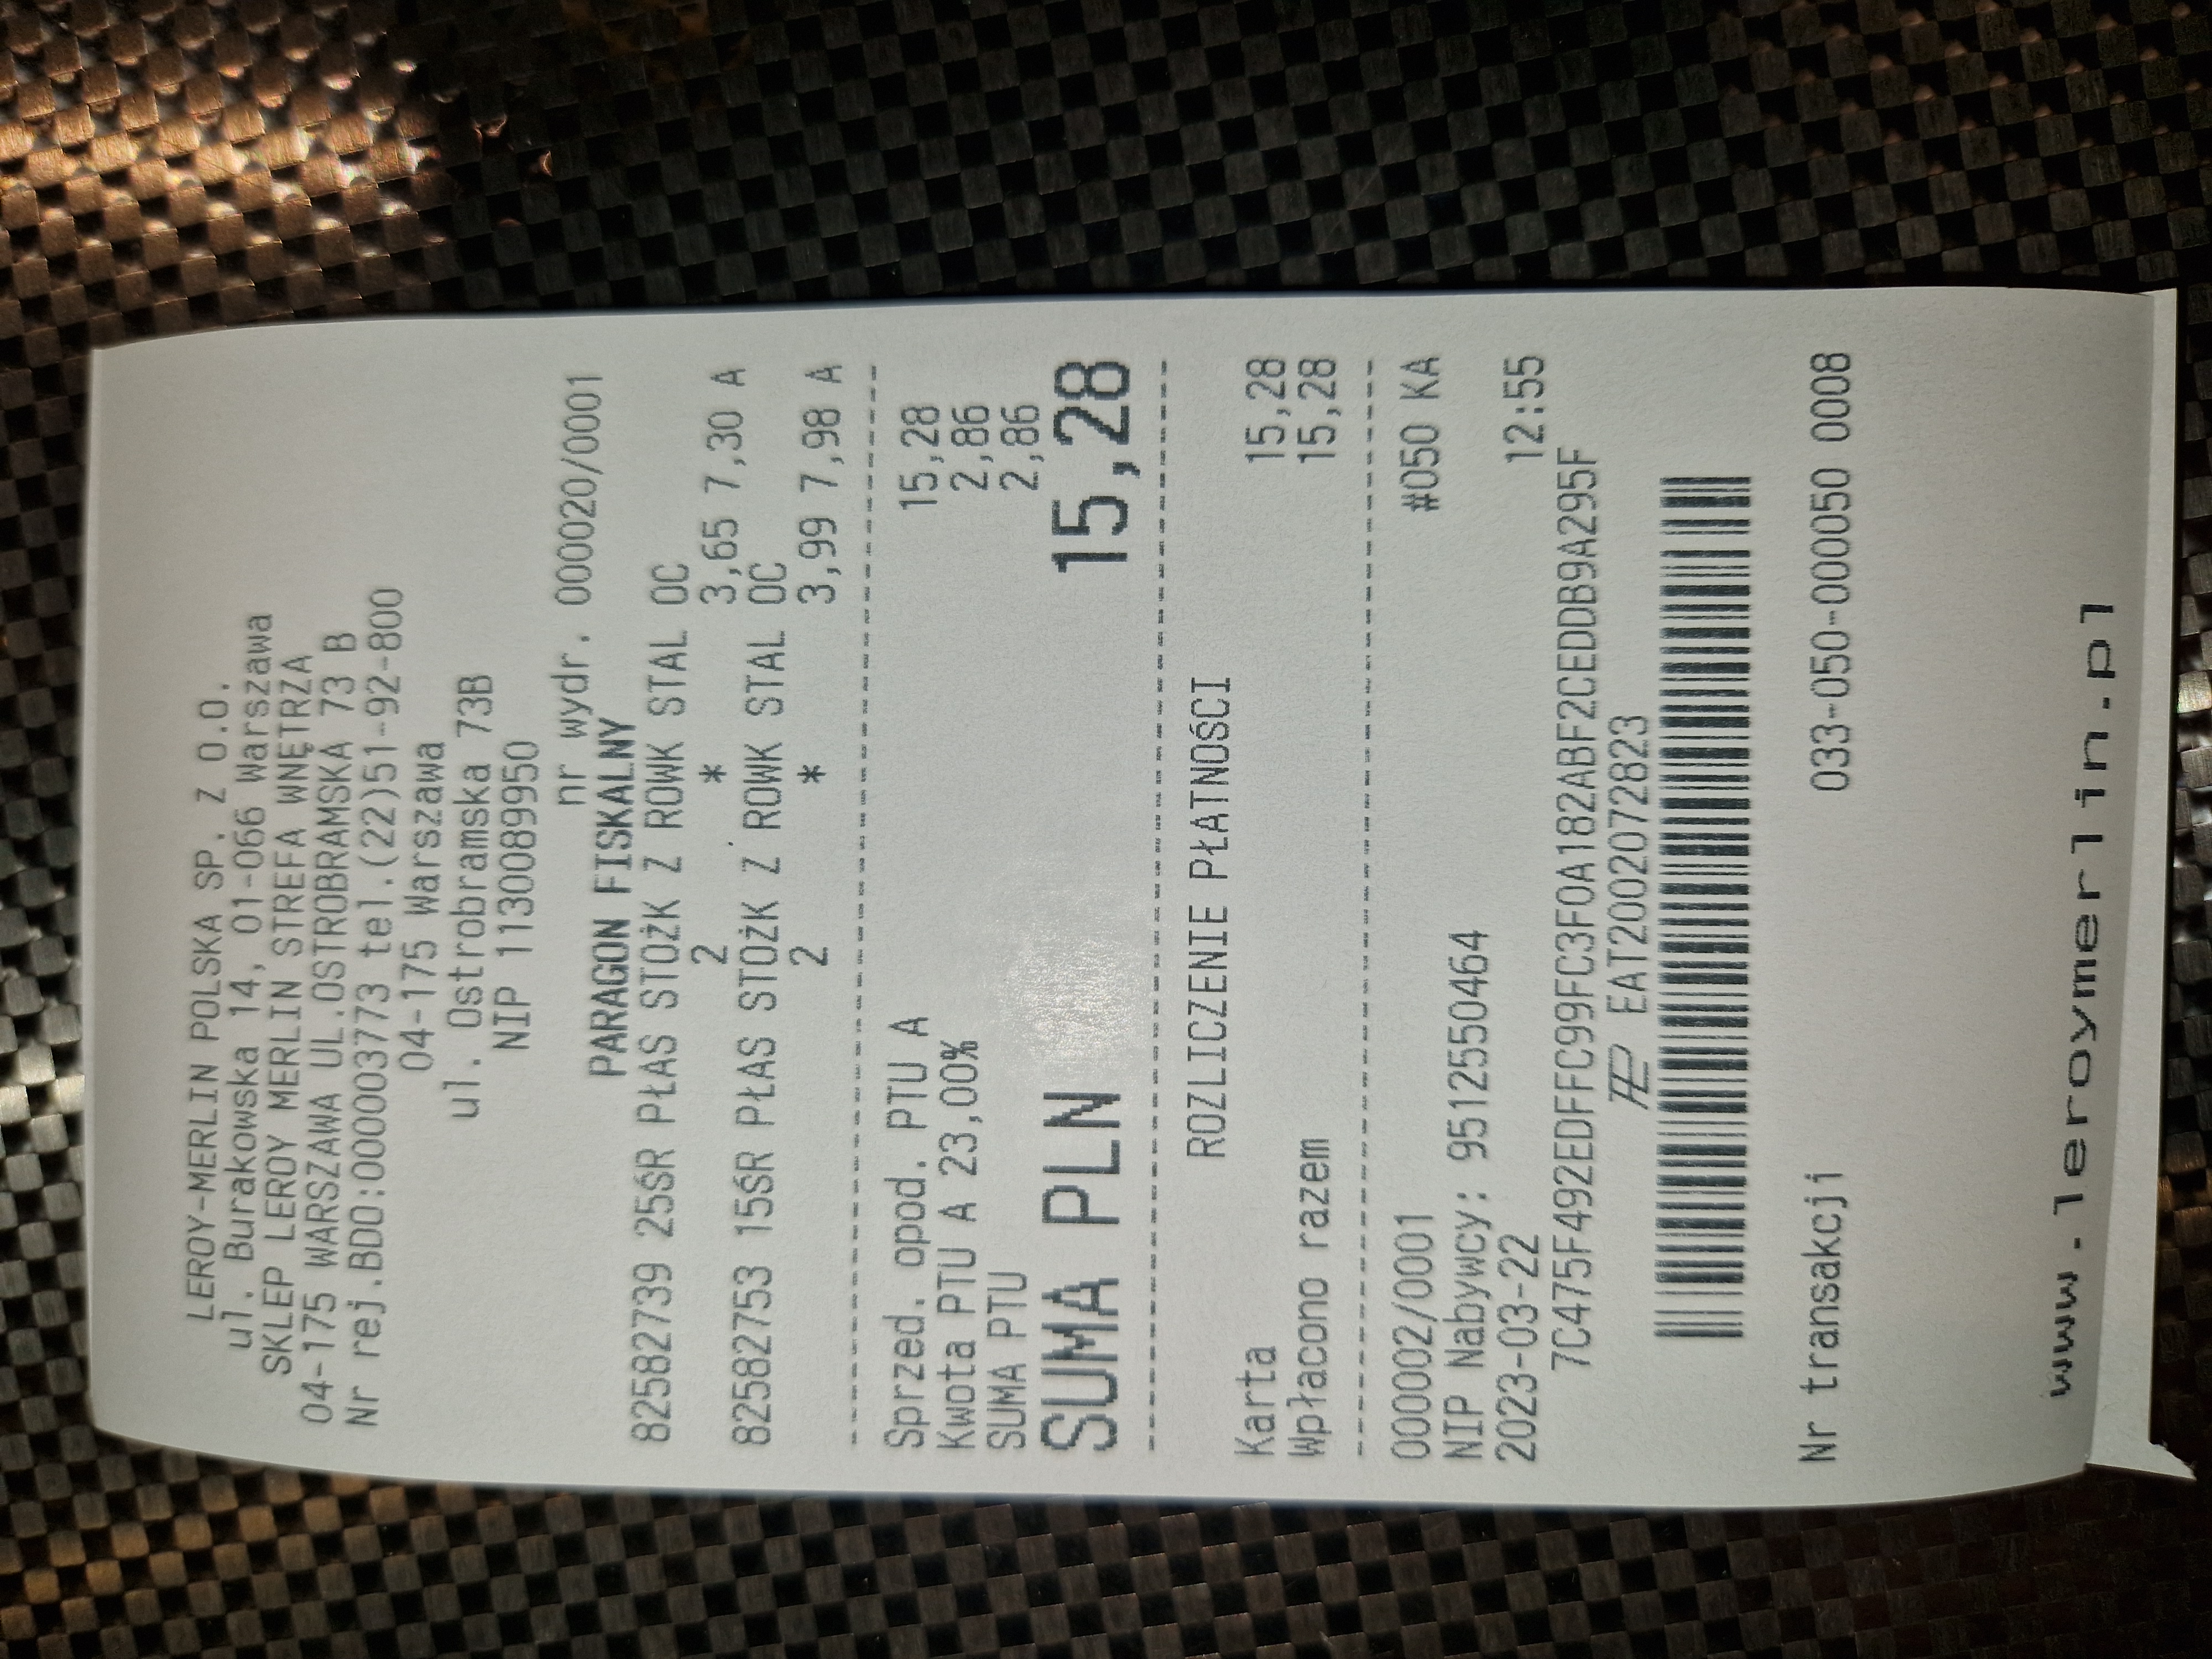 LEROY-MERLIN POLSKA SP. Z O.O.
ul. Burakowska 14, 01-066 Warszawa
SKLEP LEROY MERLIN STREFA WNĘTRZA
04-175 WARSZAWA UL.OSTROBRAMSKA 73 B
Nr rej.BDO:000003773 tel.(22)51-92-800
04-175 Warszawa
ul. Ostrobramska 73B
NIP 1130089950
nr wydr. 000020/0001
PARAGON FISKALNY
82582739 25ŚR PŁAS STOŻK Z ROWK STAL OC
2 * 3,65 7,30 A
82582753 15ŚR PŁAS STOŻK Z ROWK STAL OC
2 * 3,99 7,98 A
Sprzed. opod. PTU A 15,28
Kwota PTU A 23,00% 2,86
SUMA PTU 2,86
SUMA PLN 15,28
ROZLICZENIE PŁATNOŚCI
Karta 15,28
Wpłacono razem 15,28
000002/0001 #050 KA
NIP Nabywcy: 9512550464
2023-03-22 12:55
7C475F492EDFFC99FC3F0A182ABF2CEDDB9A295F
EAT2002072823
Nr transakcji 033-050-000050 0008
www.leroymerlin.pl